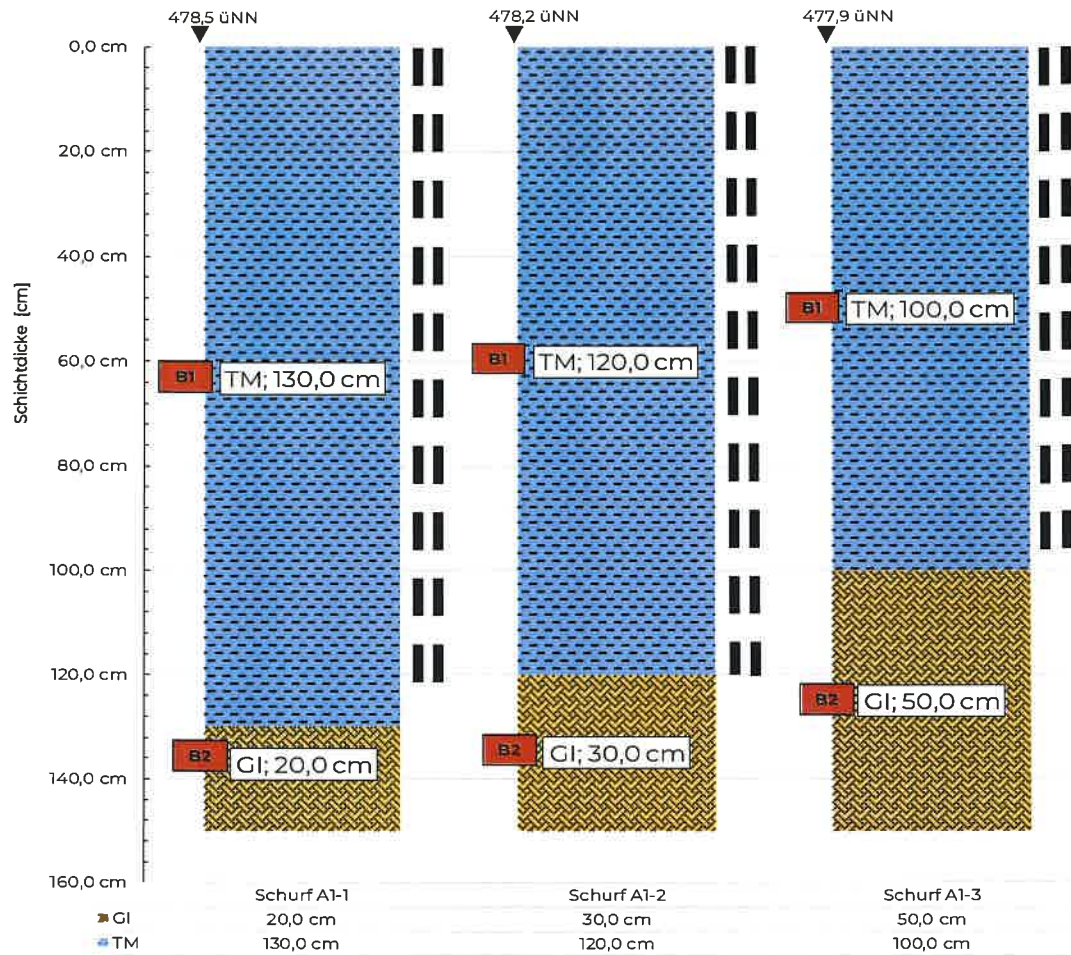 478,5 üNN
478,2 üNN
477,9 üNN
Schichtdicke [cm]
0,0 cm
20,0 cm
40,0 cm
60,0 cm
80,0 cm
100,0 cm
120,0 cm
140,0 cm
160,0 cm
B1
TM; 130,0 cm
B2
GI; 20,0 cm
B1
TM; 120,0 cm
B2
GI; 30,0 cm
B1
TM; 100,0 cm
B2
GI; 50,0 cm
Schurf A1-1 Schurf A1-2 Schurf A1-3
GI 20,0 cm 30,0 cm 50,0 cm
TM 130,0 cm 120,0 cm 100,0 cm